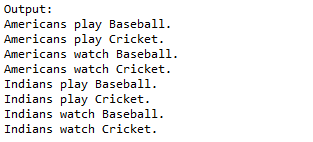 Output:
Americans play Baseball.
Americans play Cricket.
Americans watch Baseball.
Americans watch Cricket.
Indians play Baseball.
Indians play Cricket.
Indians watch Baseball.
Indians watch Cricket.